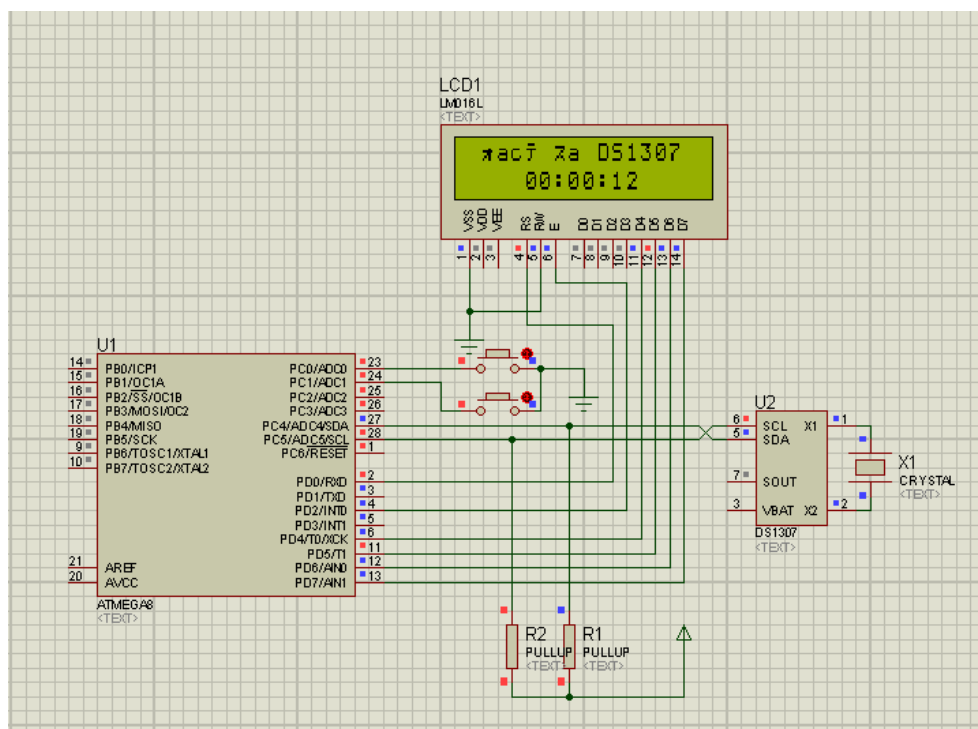 LCD1
LM016L
<TEXT>
ｫacﾃ ｽa DS1307
00:00:12
VSS VDD VEE RS RW E D0 D1 D2 D3 D4 D5 D6 D7
1 2 3 4 5 6 7 8 9 10 11 12 13 14
U1
14 PB0/ICP1 PC0/ADC0 23
15 PB1/OC1A PC1/ADC1 24
16 PB2/SS/OC1B PC2/ADC2 25
17 PB3/MOSI/OC2 PC3/ADC3 26
18 PB4/MISO PC4/ADC4/SDA 27
19 PB5/SCK PC5/ADC5/SCL 28
9 PB6/TOSC1/XTAL1 PC6/RESET 1
10 PB7/TOSC2/XTAL2
PD0/RXD 2
PD1/TXD 3
PD2/INT0 4
PD3/INT1 5
PD4/T0/XCK 6
PD5/T1 11
21 AREF PD6/AIN0 12
20 AVCC PD7/AIN1 13
ATMEGA8
<TEXT>
U2
6 SCL X1 1
5 SDA
7 SOUT
3 VBAT X2 2
DS1307
<TEXT>
X1
CRYSTAL
<TEXT>
R2
PULLUP
<TEXT>
R1
PULLUP
<TEXT>